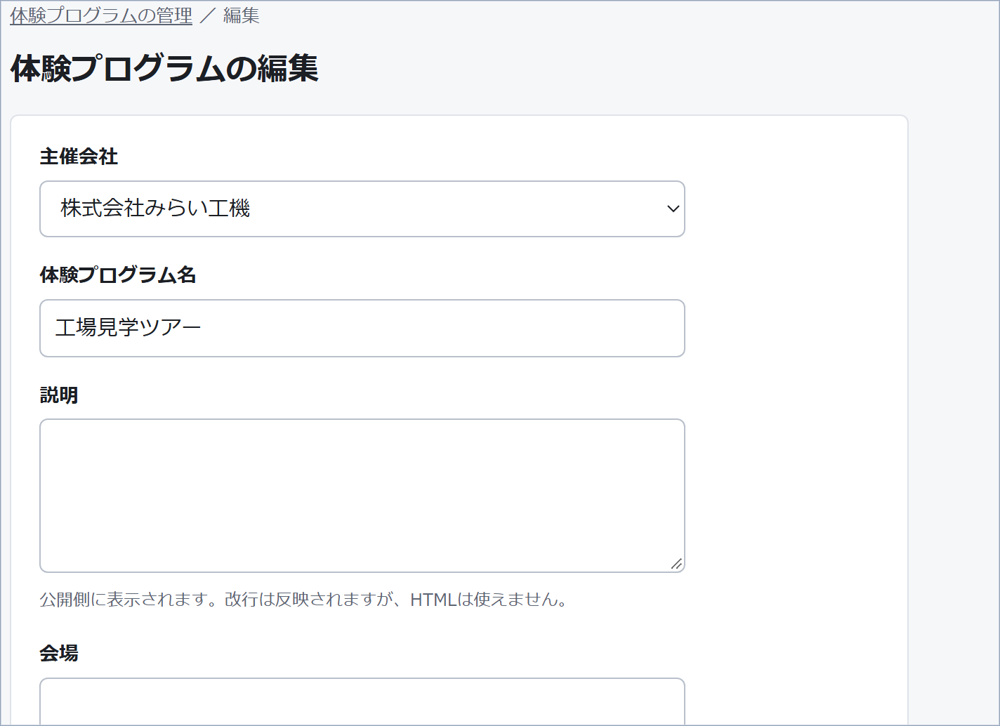 体験プログラムの管理 ／ 編集
体験プログラムの編集
主催会社
株式会社みらい工機
体験プログラム名
工場見学ツアー
説明
公開側に表示されます。改行は反映されますが、HTMLは使えません。
会場